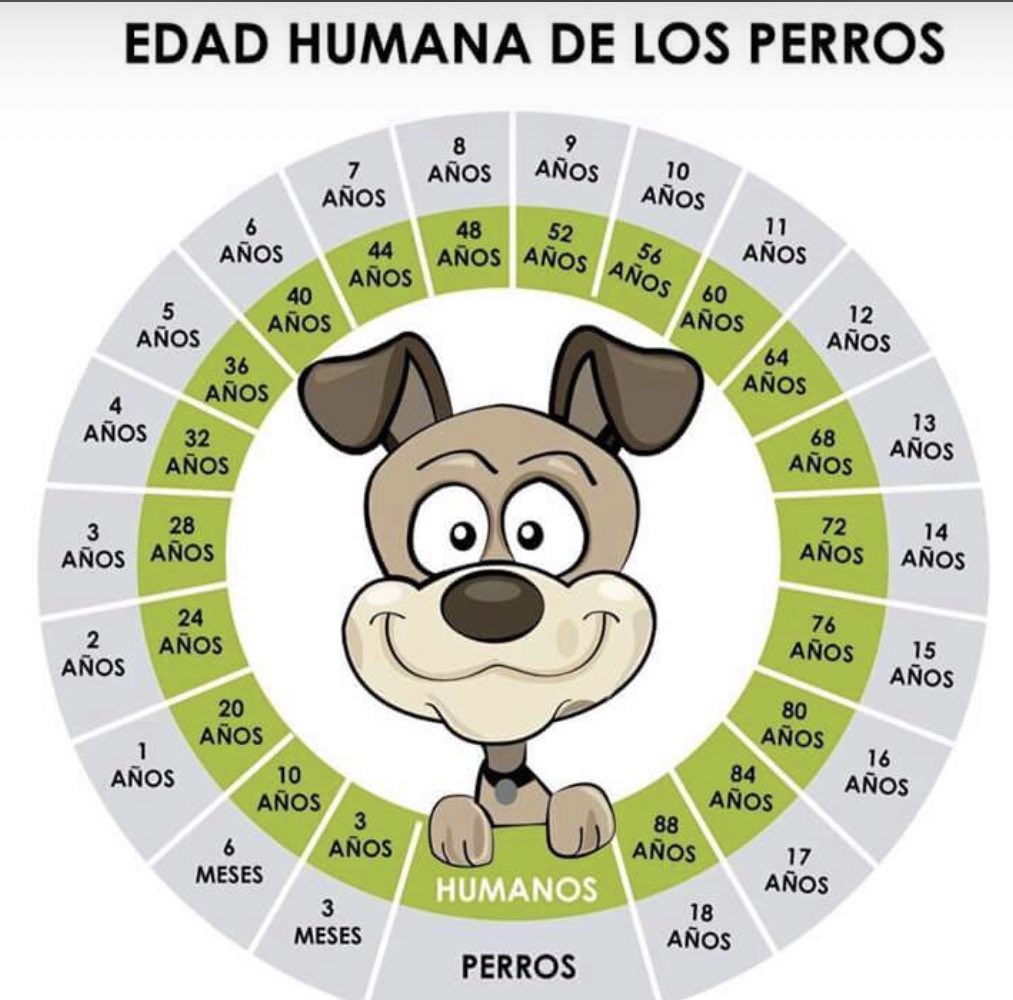 EDAD HUMANA DE LOS PERROS
PERROS
HUMANOS
3
MESES
3
AÑOS
6
MESES
10
AÑOS
1
AÑOS
20
AÑOS
2
AÑOS
24
AÑOS
3
AÑOS
28
AÑOS
4
AÑOS
32
AÑOS
5
AÑOS
36
AÑOS
6
AÑOS
40
AÑOS
7
AÑOS
44
AÑOS
8
AÑOS
48
AÑOS
9
AÑOS
52
AÑOS
10
AÑOS
56
AÑOS
11
AÑOS
60
AÑOS
12
AÑOS
64
AÑOS
13
AÑOS
68
AÑOS
14
AÑOS
72
AÑOS
15
AÑOS
76
AÑOS
16
AÑOS
80
AÑOS
17
AÑOS
84
AÑOS
18
AÑOS
88
AÑOS